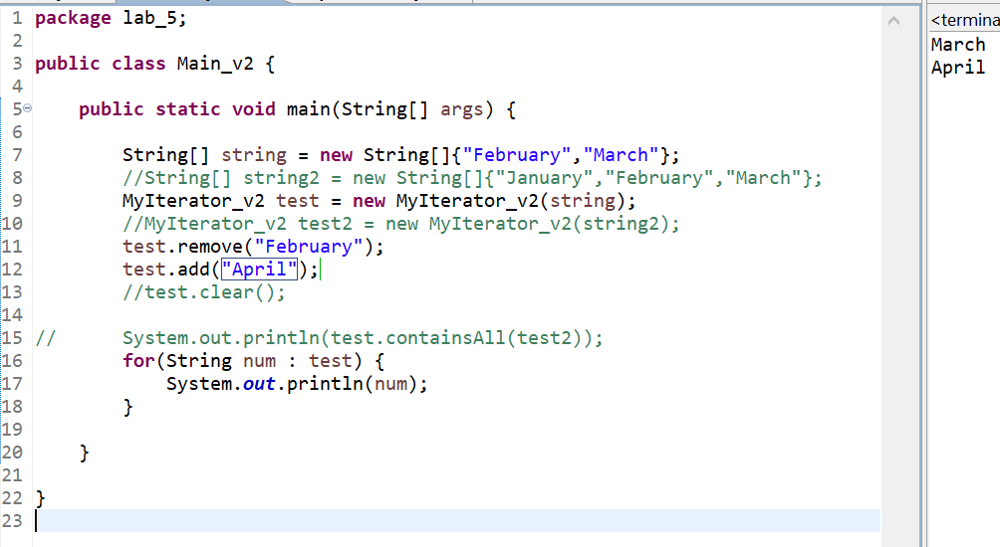 1 package lab_5;
2
3 public class Main_v2 {
4
5 public static void main(String[] args) {
6
7 String[] string = new String[]{"February","March"};
8 //String[] string2 = new String[]{"January","February","March"};
9 MyIterator_v2 test = new MyIterator_v2(string);
10 //MyIterator_v2 test2 = new MyIterator_v2(string2);
11 test.remove("February");
12 test.add("April");
13 //test.clear();
14
15 // System.out.println(test.containsAll(test2));
16 for(String num : test) {
17 System.out.println(num);
18 }
19
20 }
21
22 }
23
<termina
March
April